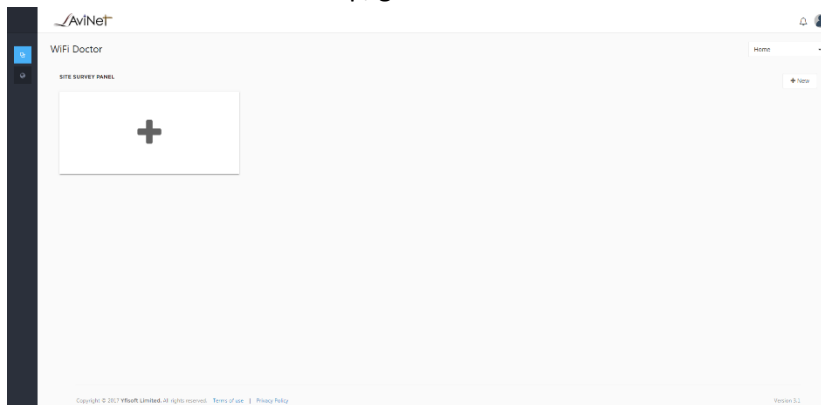 AviNet
WiFi Doctor
Home
SITE SURVEY PANEL
+ New
Copyright © 2017 Yfisoft Limited. All rights reserved. Terms of use | Privacy Policy